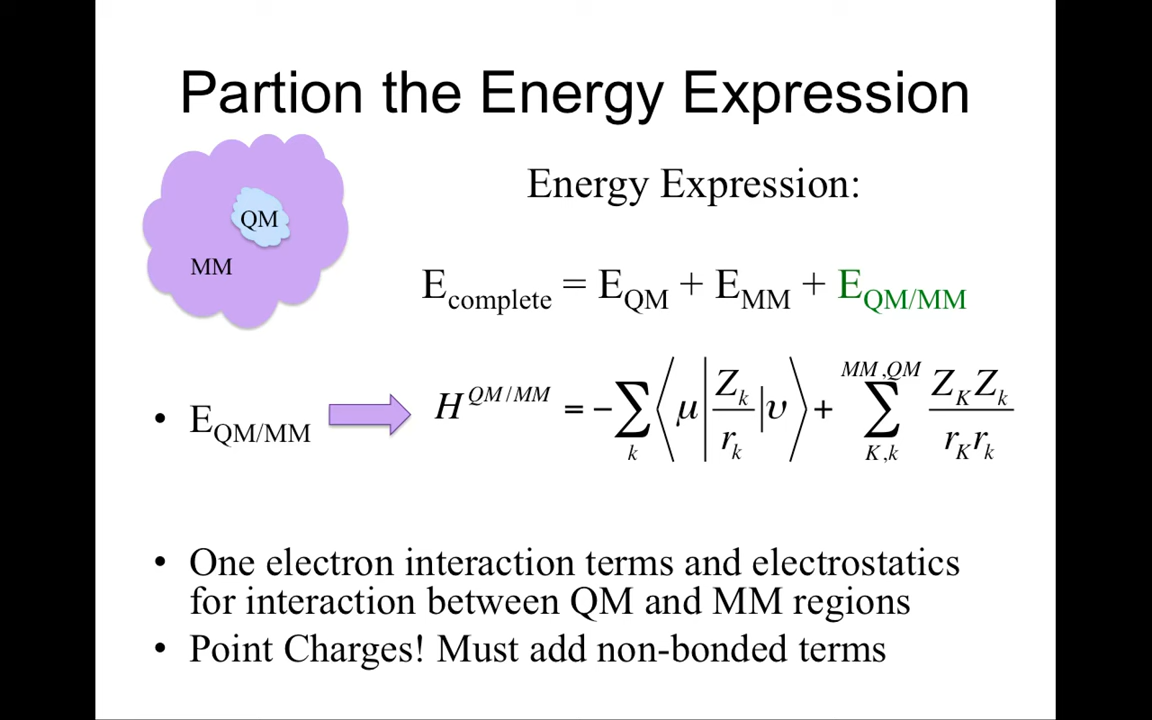 Partion the Energy Expression
QM
MM
Energy Expression:
E_complete = E_QM + E_MM + E_QM/MM
• E_QM/MM
H^{QM/MM} = −∑_k ⟨μ|Z_k/r_k|υ⟩ + ∑_{K,k}^{MM,QM} Z_K Z_k / r_K r_k
• One electron interaction terms and electrostatics
for interaction between QM and MM regions
• Point Charges! Must add non-bonded terms